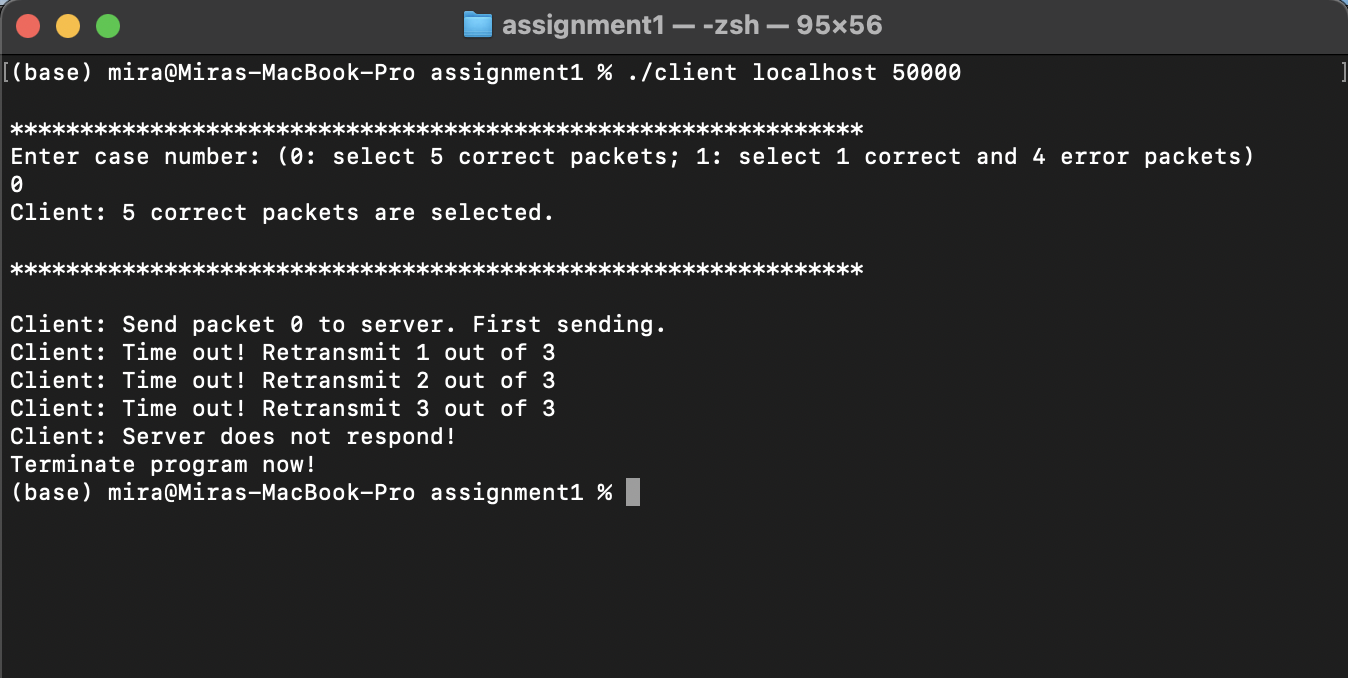 assignment1 — -zsh — 95×56
[(base) mira@Miras-MacBook-Pro assignment1 % ./client localhost 50000 ]
*************************************************************
Enter case number: (0: select 5 correct packets; 1: select 1 correct and 4 error packets)
0
Client: 5 correct packets are selected.
*************************************************************
Client: Send packet 0 to server. First sending.
Client: Time out! Retransmit 1 out of 3
Client: Time out! Retransmit 2 out of 3
Client: Time out! Retransmit 3 out of 3
Client: Server does not respond!
Terminate program now!
(base) mira@Miras-MacBook-Pro assignment1 %